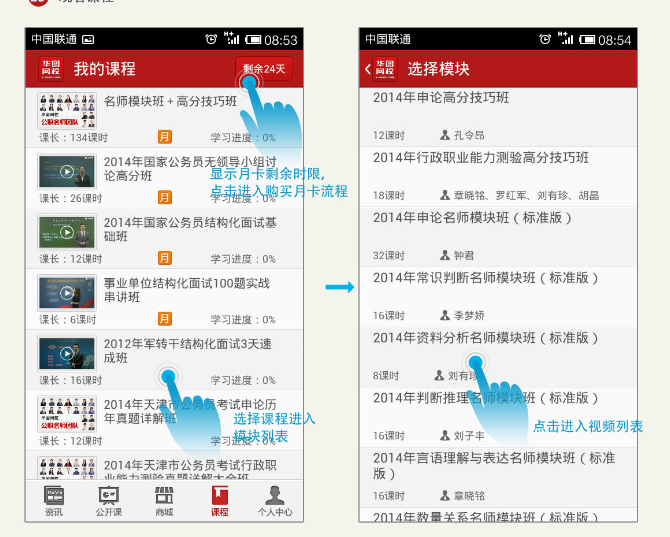 中国联通
08:53
华图网校
我的课程
剩余24天
名师模块班 + 高分技巧班
课长：134课时
月
学习进度：0%
2014年国家公务员无领导小组讨
论高分班
课长：26课时
月
2014年国家公务员结构化面试基
础班
课长：12课时
月
学习进度：0%
事业单位结构化面试100题实战
串讲班
课长：6课时
月
学习进度：0%
2012年军转干结构化面试3天速
成班
课长：16课时
学习进度：0%
2014年天津市公务员考试申论历
年真题详解班
课长：12课时
学习进度：0%
2014年天津市公务员考试行政职
业能力测验真题详解大全班
资讯
公开课
商城
课程
个人中心
显示月卡剩余时限,
点击进入购买月卡流程
选择课程进入
模块列表
中国联通
08:54
华图网校
选择模块
2014年申论高分技巧班
12课时
孔令昂
2014年行政职业能力测验高分技巧班
18课时
章晓铭、罗红军、刘有珍、胡晶
2014年申论名师模块班（标准版）
32课时
钟君
2014年常识判断名师模块班（标准版）
16课时
李梦娇
2014年资料分析名师模块班（标准版）
8课时
刘有珍
2014年判断推理名师模块班（标准版）
16课时
刘子丰
2014年言语理解与表达名师模块班（标准
版）
16课时
章晓铭
2014年数量关系名师模块班（标准版）
点击进入视频列表